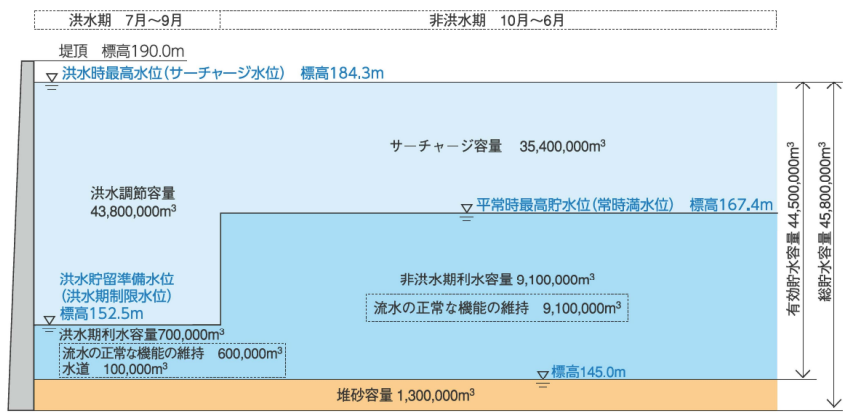 洪水期 7月～9月
非洪水期 10月～6月
堤頂 標高190.0m
洪水時最高水位(サーチャージ水位) 標高184.3m
サーチャージ容量 35,400,000m³
洪水調節容量
43,800,000m³
平常時最高貯水位(常時満水位) 標高167.4m
洪水貯留準備水位
(洪水期制限水位)
標高152.5m
非洪水期利水容量 9,100,000m³
流水の正常な機能の維持 9,100,000m³
洪水期利水容量700,000m³
流水の正常な機能の維持 600,000m³
水道 100,000m³
標高145.0m
堆砂容量 1,300,000m³
有効貯水容量 44,500,000m³
総貯水容量 45,800,000m³